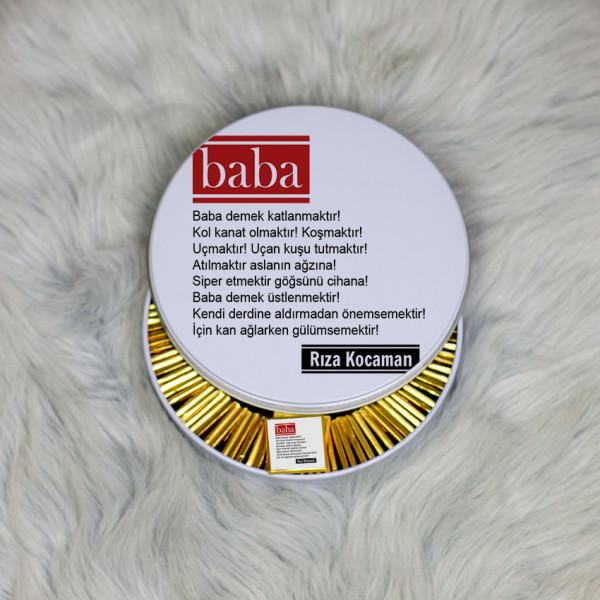 baba
Baba demek katlanmaktır!
Kol kanat olmaktır! Koşmaktır!
Uçmaktır! Uçan kuşu tutmaktır!
Atılmaktır aslanın ağzına!
Siper etmektir göğsünü cihana!
Baba demek üstlenmektir!
Kendi derdine aldırmadan önemsemektir!
İçin kan ağlarken gülümsemektir!
Rıza Kocaman
baba